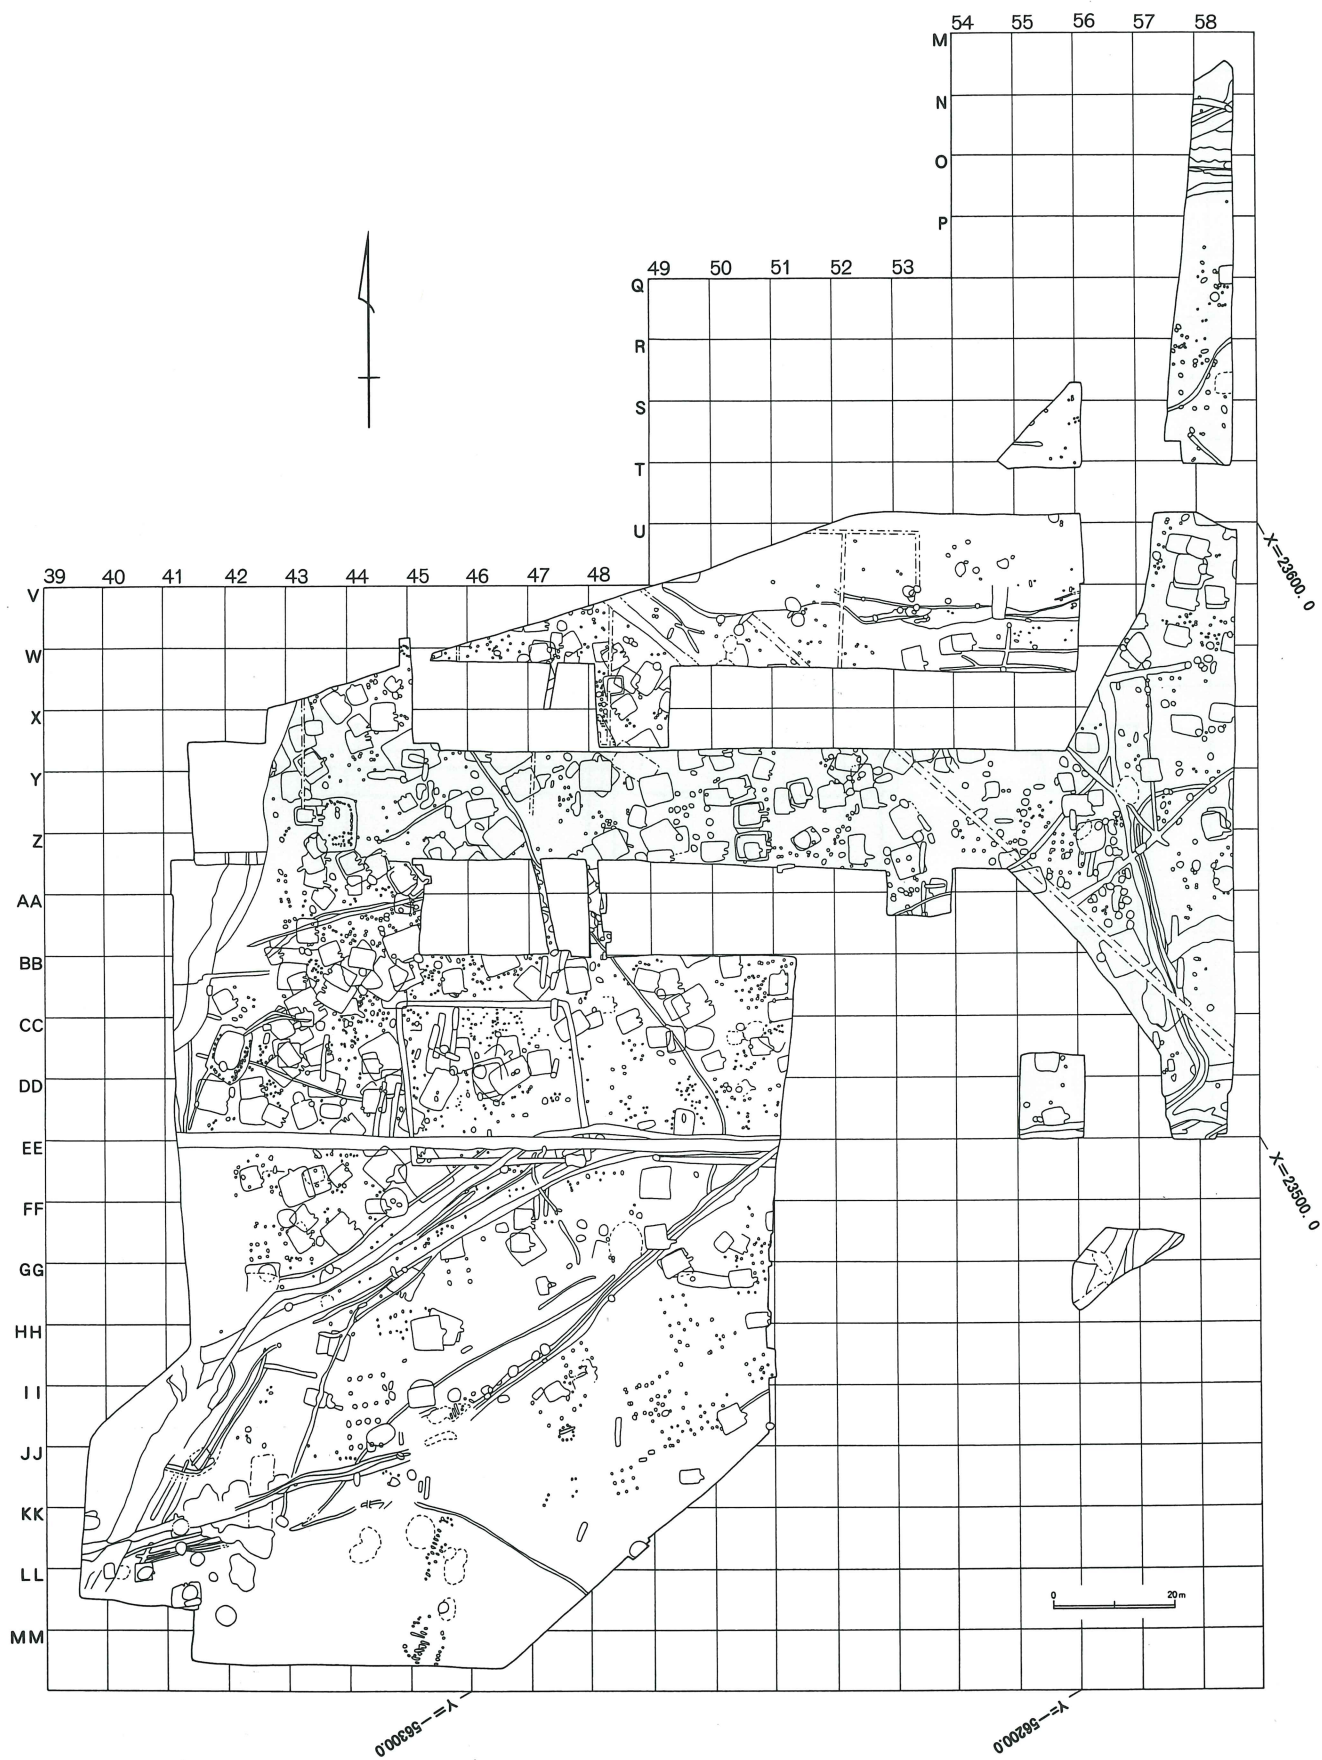 54 55 56 57 58
M
N
O
P
49 50 51 52 53
Q
R
S
T
U
X=23600.0
39 40 41 42 43 44 45 46 47 48
V
W
X
Y
Z
AA
BB
CC
DD
EE
X=23500.0
FF
GG
HH
II
JJ
KK
LL
0 20m
MM
Y=-56300.0
Y=-56200.0